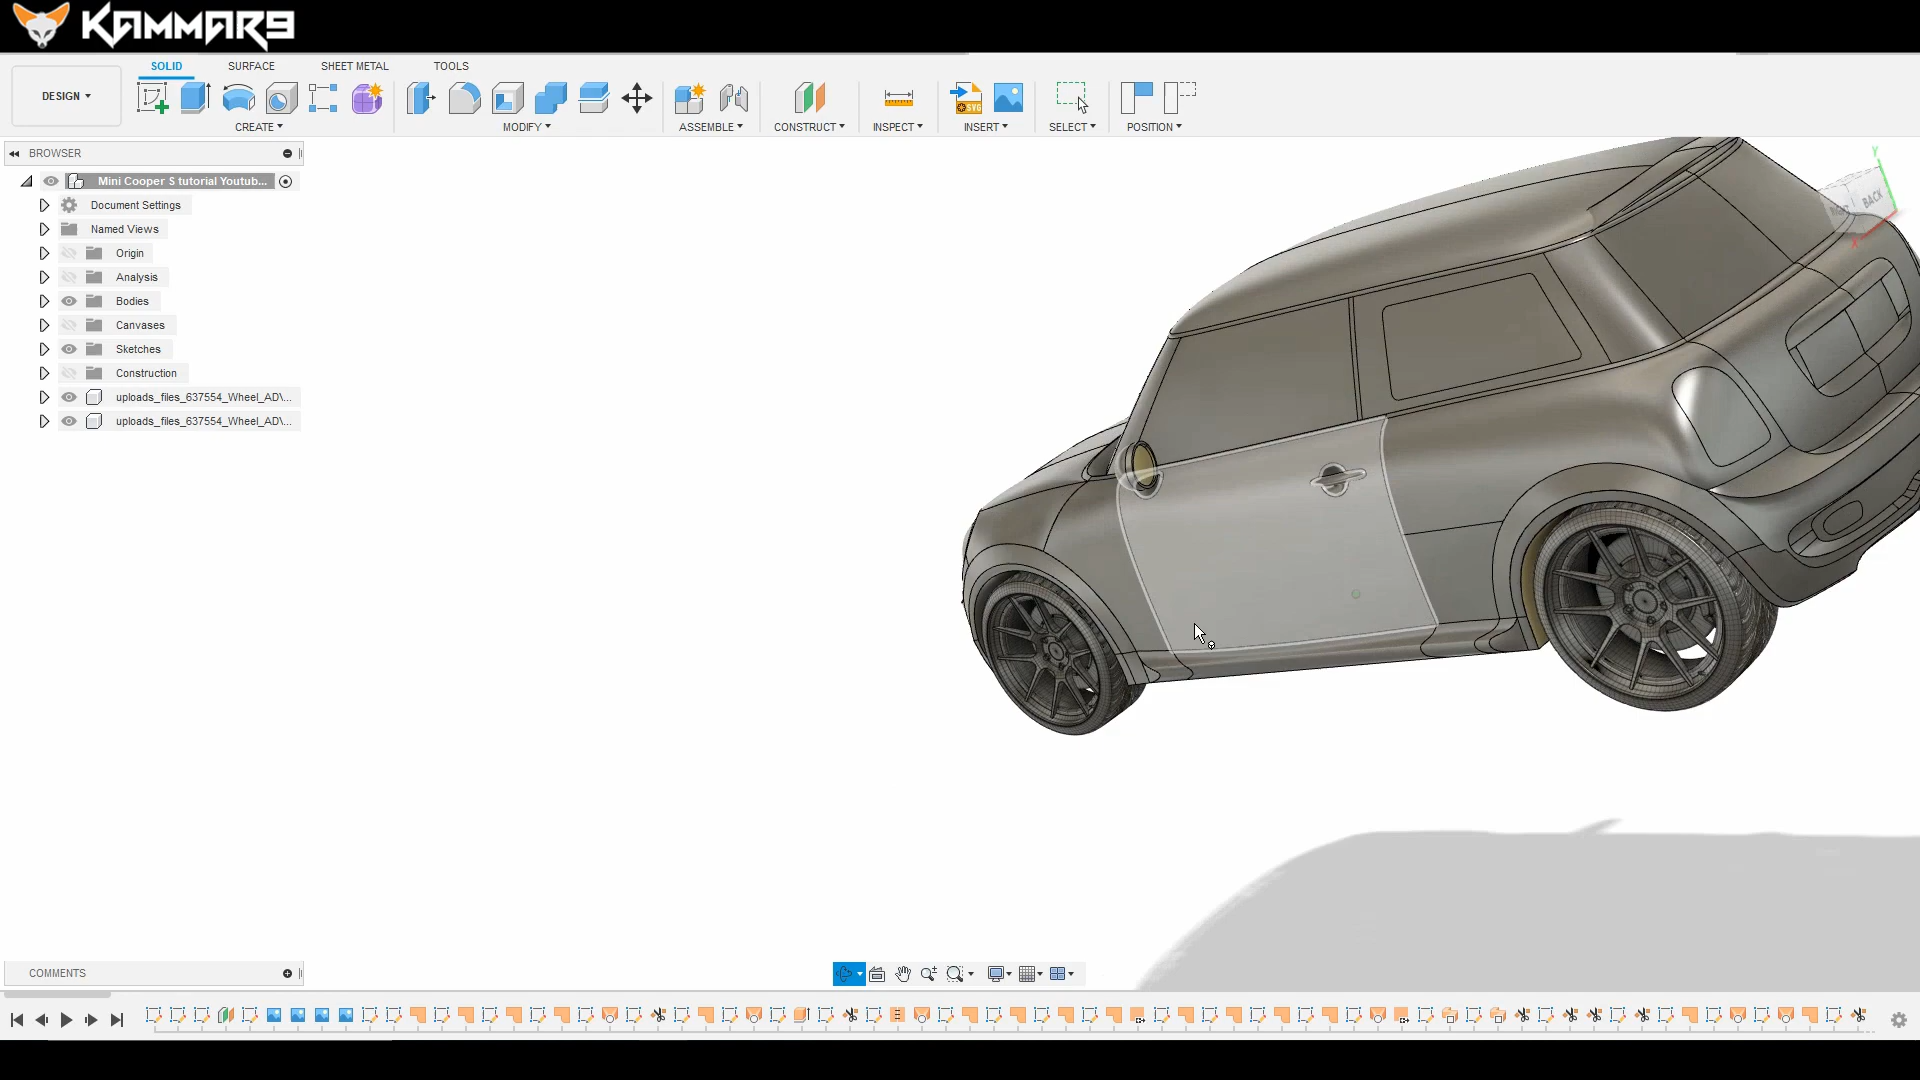 KAMMAR9
SOLID SURFACE SHEET METAL TOOLS
DESIGN
CREATE MODIFY ASSEMBLE CONSTRUCT INSPECT INSERT SELECT POSITION
SVG
BROWSER
Mini Cooper S tutorial Youtub...
Document Settings
Named Views
Origin
Analysis
Bodies
Canvases
Sketches
Construction
uploads_files_637554_Wheel_AD\...
uploads_files_637554_Wheel_AD\...
Y
BACK
X
COMMENTS